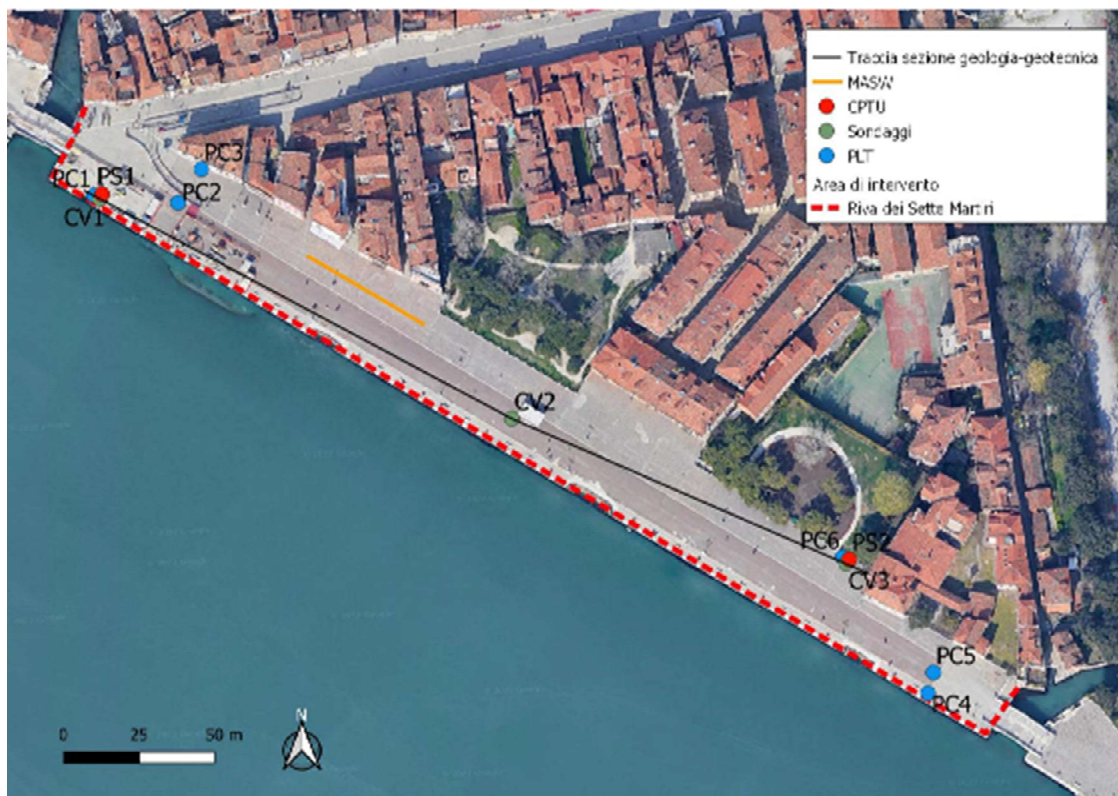 Traccia sezione geologia-geotecnica
MASW
CPTU
Sondaggi
PLT
Area di intervento
Riva dei Sette Martiri
PC3
PC1
PS1
PC2
CV1
CV2
PC6
PS2
CV3
PC5
PC4
N
0 25 50 m